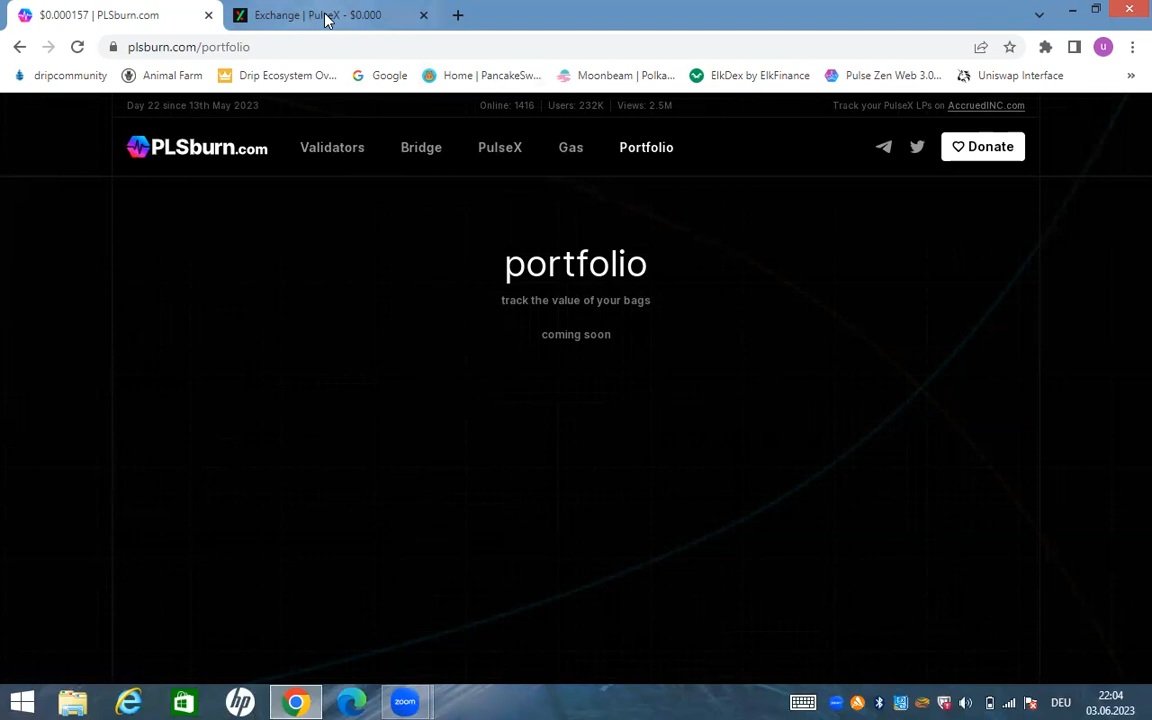 $0.000157 | PLSburn.com
Exchange | PulseX - $0.000
plsburn.com/portfolio
dripcommunity
Animal Farm
Drip Ecosystem Ov...
Google
Home | PancakeSw...
Moonbeam | Polka...
ElkDex by ElkFinance
Pulse Zen Web 3.0...
Uniswap Interface
»
Day 22 since 13th May 2023
Online: 1416 | Users: 232K | Views: 2.5M
Track your PulseX LPs on AccruedINC.com
PLSburn.com
Validators
Bridge
PulseX
Gas
Portfolio
Donate
portfolio
track the value of your bags
coming soon
hp
zoom
DEU
22:04
03.06.2023